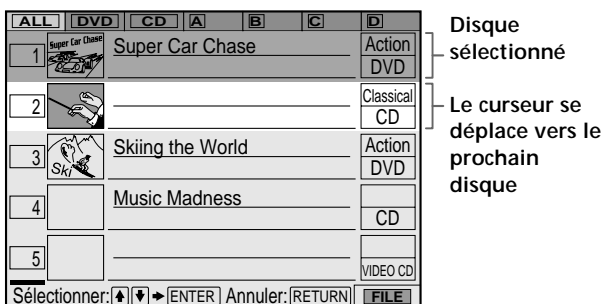 ALL DVD CD A B C D
1 Super Car Chase Super Car Chase Action
DVD
2 Classical
CD
3 Ski Skiing the World Action
DVD
4 Music Madness
CD
5
VIDEO CD
Sélectionner: ENTER Annuler: RETURN FILE
Disque
sélectionné
Le curseur se
déplace vers le
prochain
disque